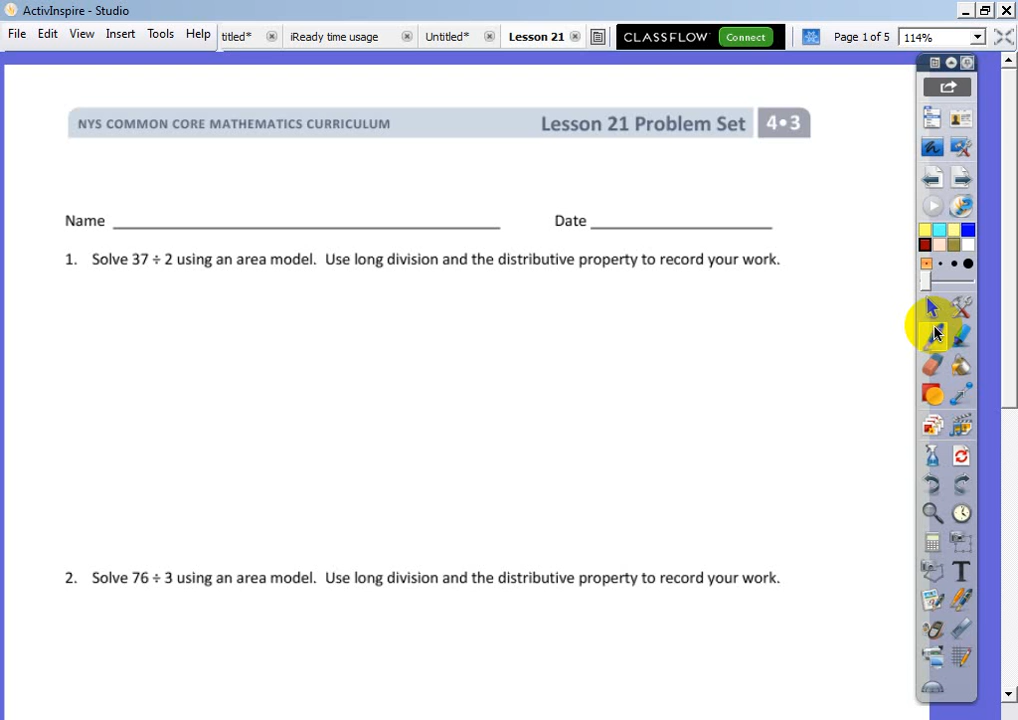 ActivInspire - Studio
File Edit View Insert Tools Help
titled* iReady time usage Untitled* Lesson 21 CLASSFLOW Connect Page 1 of 5 114%
NYS COMMON CORE MATHEMATICS CURRICULUM Lesson 21 Problem Set 4•3
Name Date
1. Solve 37 ÷ 2 using an area model. Use long division and the distributive property to record your work.
2. Solve 76 ÷ 3 using an area model. Use long division and the distributive property to record your work.